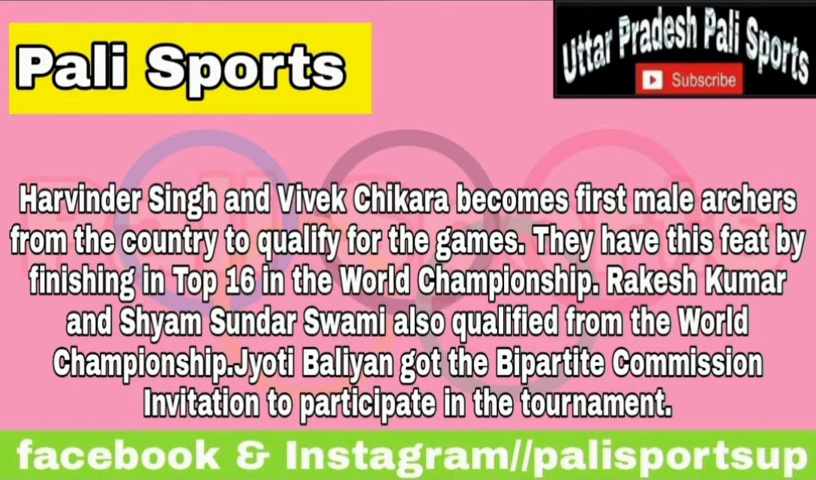 Pali Sports
Uttar Pradesh Pali Sports
Subscribe
Harvinder Singh and Vivek Chikara becomes first male archers
from the country to qualify for the games. They have this feat by
finishing in Top 16 in the World Championship. Rakesh Kumar
and Shyam Sundar Swami also qualified from the World
Championship.Jyoti Baliyan got the Bipartite Commission
Invitation to participate in the tournament.
facebook & Instagram//palisportsup